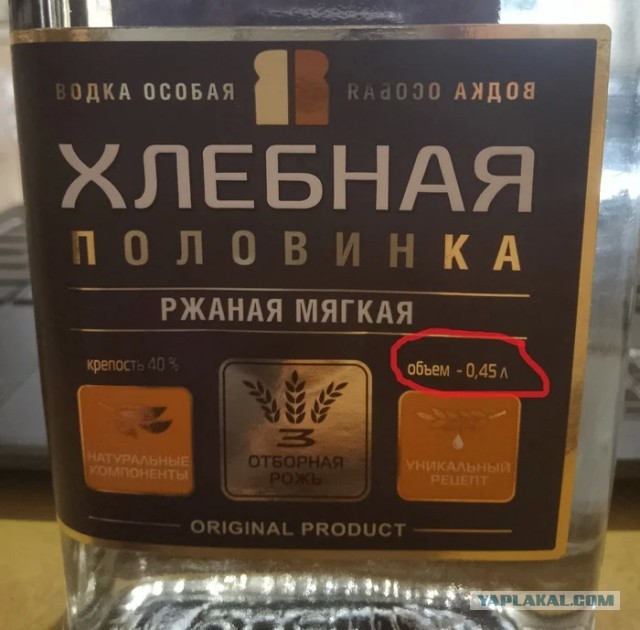 ВОДКА ОСОБАЯ ВОДКА ОСОБАЯ
ХЛЕБНАЯ
ПОЛОВИНКА
РЖАНАЯ МЯГКАЯ
крепость 40 %
объем - 0,45 л
НАТУРАЛЬНЫЕ
КОМПОНЕНТЫ
ОТБОРНАЯ
РОЖЬ
УНИКАЛЬНЫЙ
РЕЦЕПТ
ORIGINAL PRODUCT
YAPLAKAL.COM